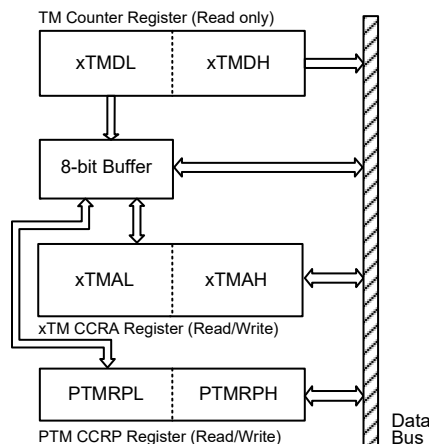 TM Counter Register (Read only)
xTMDL xTMDH
8-bit Buffer
xTMAL xTMAH
xTM CCRA Register (Read/Write)
PTMRPL PTMRPH
PTM CCRP Register (Read/Write)
Data
Bus